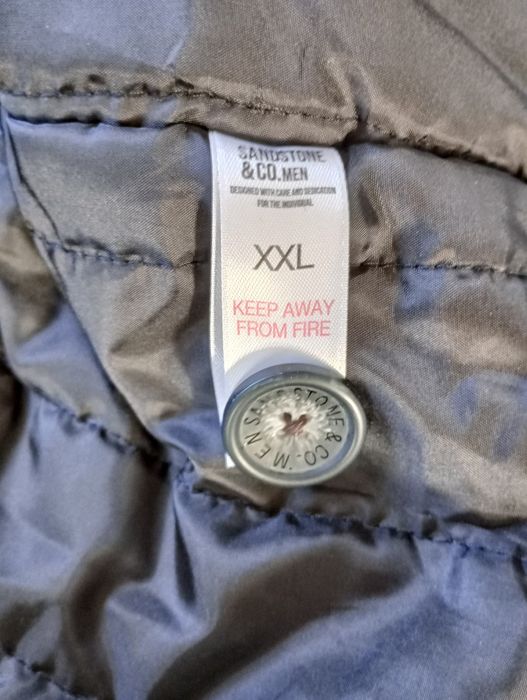 SANDSTONE
& CO. MEN
DESIGNED WITH CARE AND DEDICATION
FOR THE INDIVIDUAL
XXL
KEEP AWAY
FROM FIRE
SANDSTONE & CO. MEN